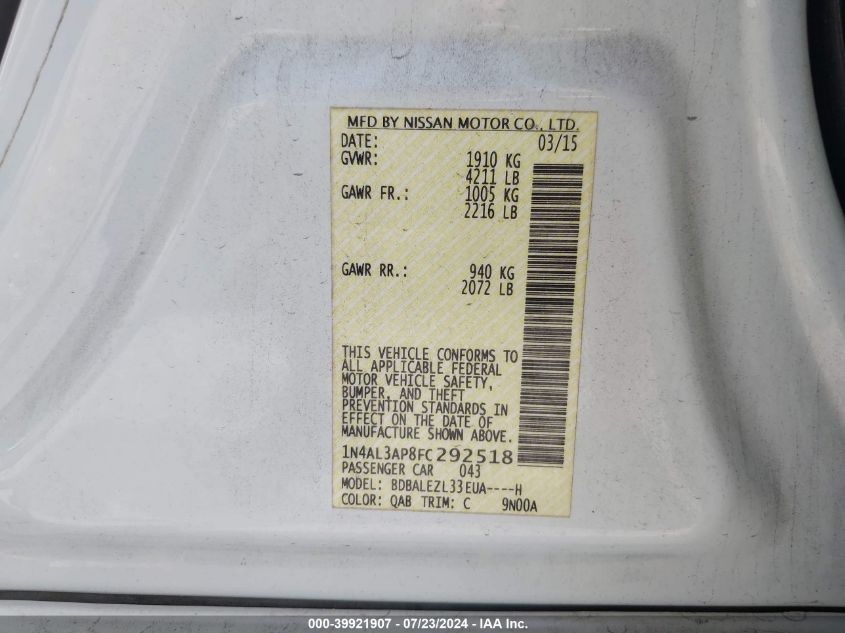 MFD BY NISSAN MOTOR CO., LTD.
DATE: 03/15
GVWR: 1910 KG
4211 LB
GAWR FR.: 1005 KG
2216 LB
GAWR RR.: 940 KG
2072 LB
THIS VEHICLE CONFORMS TO
ALL APPLICABLE FEDERAL
MOTOR VEHICLE SAFETY,
BUMPER, AND THEFT
PREVENTION STANDARDS IN
EFFECT ON THE DATE OF
MANUFACTURE SHOWN ABOVE.
1N4AL3AP8FC292518
PASSENGER CAR 043
MODEL: BDBALEZL33EUA----H
COLOR: QAB TRIM: C 9N00A
000-39921907 - 07/23/2024 - IAA Inc.